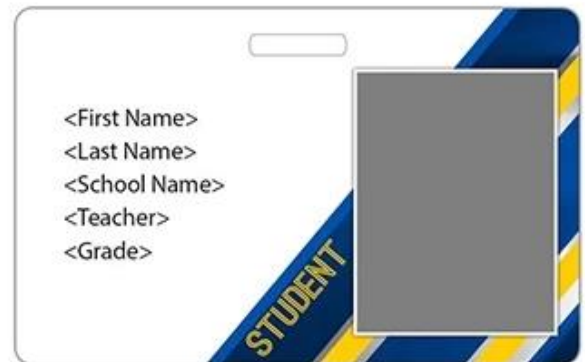 <First Name>
<Last Name>
<School Name>
<Teacher>
<Grade>
STUDENT